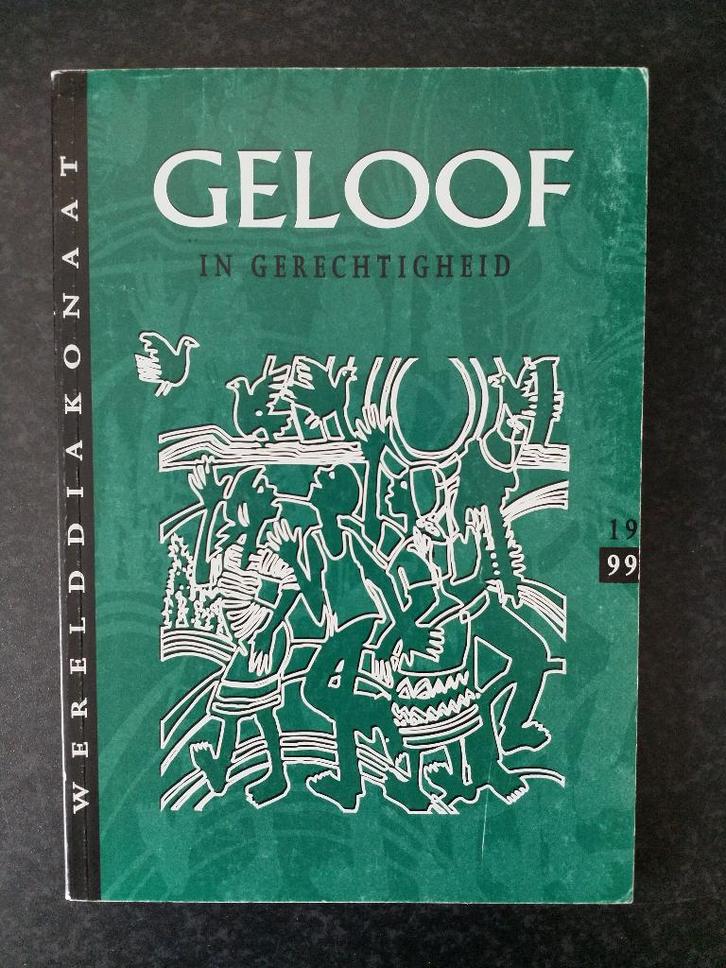 GELOOF
IN GERECHTIGHEID
WERELDDIAKONAAT
19
99